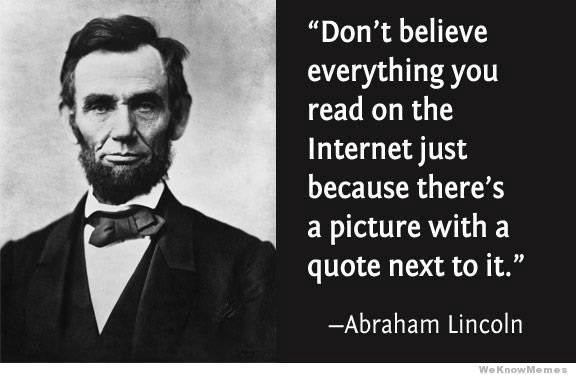 “Don’t believe
everything you
read on the
Internet just
because there’s
a picture with a
quote next to it.”
—Abraham Lincoln
WeKnowMemes